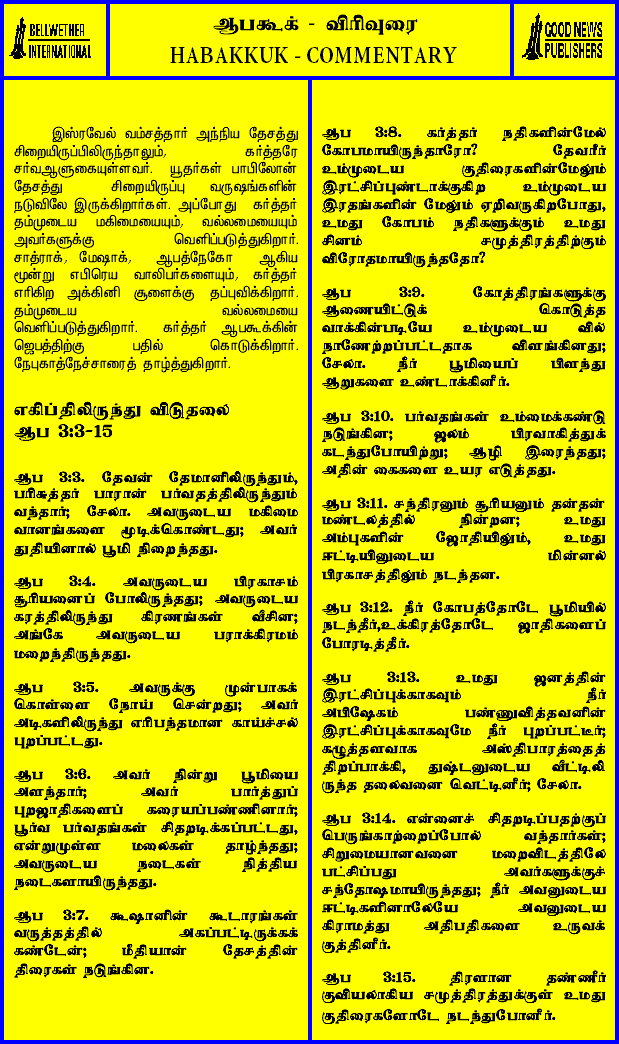 BELLWETHER
INTERNATIONAL
ஆபகூக் - விரிவுரை
HABAKKUK - COMMENTARY
GOOD NEWS
PUBLISHERS
இஸ்ரவேல் வம்சத்தார் அந்நிய தேசத்து
சிறையிருப்பிலிருந்தாலும், கர்த்தரே
சர்வஆளுகையுள்ளவர். யூதர்கள் பாபிலோன்
தேசத்து சிறையிருப்பு வருஷங்களின்
நடுவிலே இருக்கிறார்கள். அப்போது கர்த்தர்
தம்முடைய மகிமையையும், வல்லமையையும்
அவர்களுக்கு வெளிப்படுத்துகிறார்.
சாத்ராக், மேஷாக், ஆபத்நேகோ ஆகிய
மூன்று எபிரெய வாலிபர்களையும், கர்த்தர்
எரிகிற அக்கினி சூளைக்கு தப்புவிக்கிறார்.
தம்முடைய வல்லமையை
வெளிப்படுத்துகிறார். கர்த்தர் ஆபகூக்கின்
ஜெபத்திற்கு பதில் கொடுக்கிறார்.
நேபுகாத்நேச்சாரைத் தாழ்த்துகிறார்.
எகிப்திலிருந்து விடுதலை
ஆப 3:3-15
ஆப 3:3. தேவன் தேமானிலிருந்தும்,
பரிசுத்தர் பாரான் பர்வதத்திலிருந்தும்
வந்தார்; சேலா. அவருடைய மகிமை
வானங்களை மூடிக்கொண்டது; அவர்
துதியினால் பூமி நிறைந்தது.
ஆப 3:4. அவருடைய பிரகாசம்
சூரியனைப் போலிருந்தது; அவருடைய
கரத்திலிருந்து கிரணங்கள் வீசின;
அங்கே அவருடைய பராக்கிரமம்
மறைந்திருந்தது.
ஆப 3:5. அவருக்கு முன்பாகக்
கொள்ளை நோய் சென்றது; அவர்
அடிகளிலிருந்து எரிபந்தமான காய்ச்சல்
புறப்பட்டது.
ஆப 3:6. அவர் நின்று பூமியை
அளந்தார்; அவர் பார்த்துப்
புறஜாதிகளைப் கரையப்பண்ணினார்;
பூர்வ பர்வதங்கள் சிதறடிக்கப்பட்டது,
என்றுமுள்ள மலைகள் தாழ்ந்தது;
அவருடைய நடைகள் நித்திய
நடைகளாயிருந்தது.
ஆப 3:7. கூஷானின் கூடாரங்கள்
வருத்தத்தில் அகப்பட்டிருக்கக்
கண்டேன்; மீதியான் தேசத்தின்
திரைகள் நடுங்கின.
ஆப 3:8. கர்த்தர் நதிகளின்மேல்
கோபமாயிருந்தாரோ? தேவரீர்
உம்முடைய குதிரைகளின்மேலும்
இரட்சிப்புண்டாக்குகிற உம்முடைய
இரதங்களின் மேலும் ஏறிவருகிறபோது,
உமது கோபம் நதிகளுக்கும் உமது
சினம் சமுத்திரத்திற்கும்
விரோதமாயிருந்ததோ?
ஆப 3:9. கோத்திரங்களுக்கு
ஆணையிட்டுக் கொடுத்த
வாக்கின்படியே உம்முடைய வில்
நாணேற்றப்பட்டதாக விளங்கினது;
சேலா. நீர் பூமியைப் பிளந்து
ஆறுகளை உண்டாக்கினீர்.
ஆப 3:10. பர்வதங்கள் உம்மைக்கண்டு
நடுங்கின; ஜலம் பிரவாகித்துக்
கடந்துபோயிற்று; ஆழி இரைந்தது;
அதின் கைகளை உயர எடுத்தது.
ஆப 3:11. சந்திரனும் சூரியனும் தன்தன்
மண்டலத்தில் நின்றன; உமது
அம்புகளின் ஜோதியிலும், உமது
ஈட்டியினுடைய மின்னல்
பிரகாசத்திலும் நடந்தன.
ஆப 3:12. நீர் கோபத்தோடே பூமியில்
நடந்தீர்,உக்கிரத்தோடே ஜாதிகளைப்
போரடித்தீர்.
ஆப 3:13. உமது ஜனத்தின்
இரட்சிப்புக்காகவும் நீர்
அபிஷேகம் பண்ணுவித்தவனின்
இரட்சிப்புக்காகவுமே நீர் புறப்பட்டீர்;
கழுத்தளவாக அஸ்திபாரத்தைத்
திறப்பாக்கி, துஷ்டனுடைய வீட்டிலி
ருந்த தலைவனை வெட்டினீர்; சேலா.
ஆப 3:14. என்னைச் சிதறடிப்பதற்குப்
பெருங்காற்றைப்போல் வந்தார்கள்;
சிறுமையானவனை மறைவிடத்திலே
பட்சிப்பது அவர்களுக்குச்
சந்தோஷமாயிருந்தது; நீர் அவனுடைய
ஈட்டிகளினாலேயே அவனுடைய
கிராமத்து அதிபதிகளை உருவக்
குத்தினீர்.
ஆப 3:15. திரளான தண்ணீர்
குவியலாகிய சமுத்திரத்துக்குள் உமது
குதிரைகளோடே நடந்துபோனீர்.